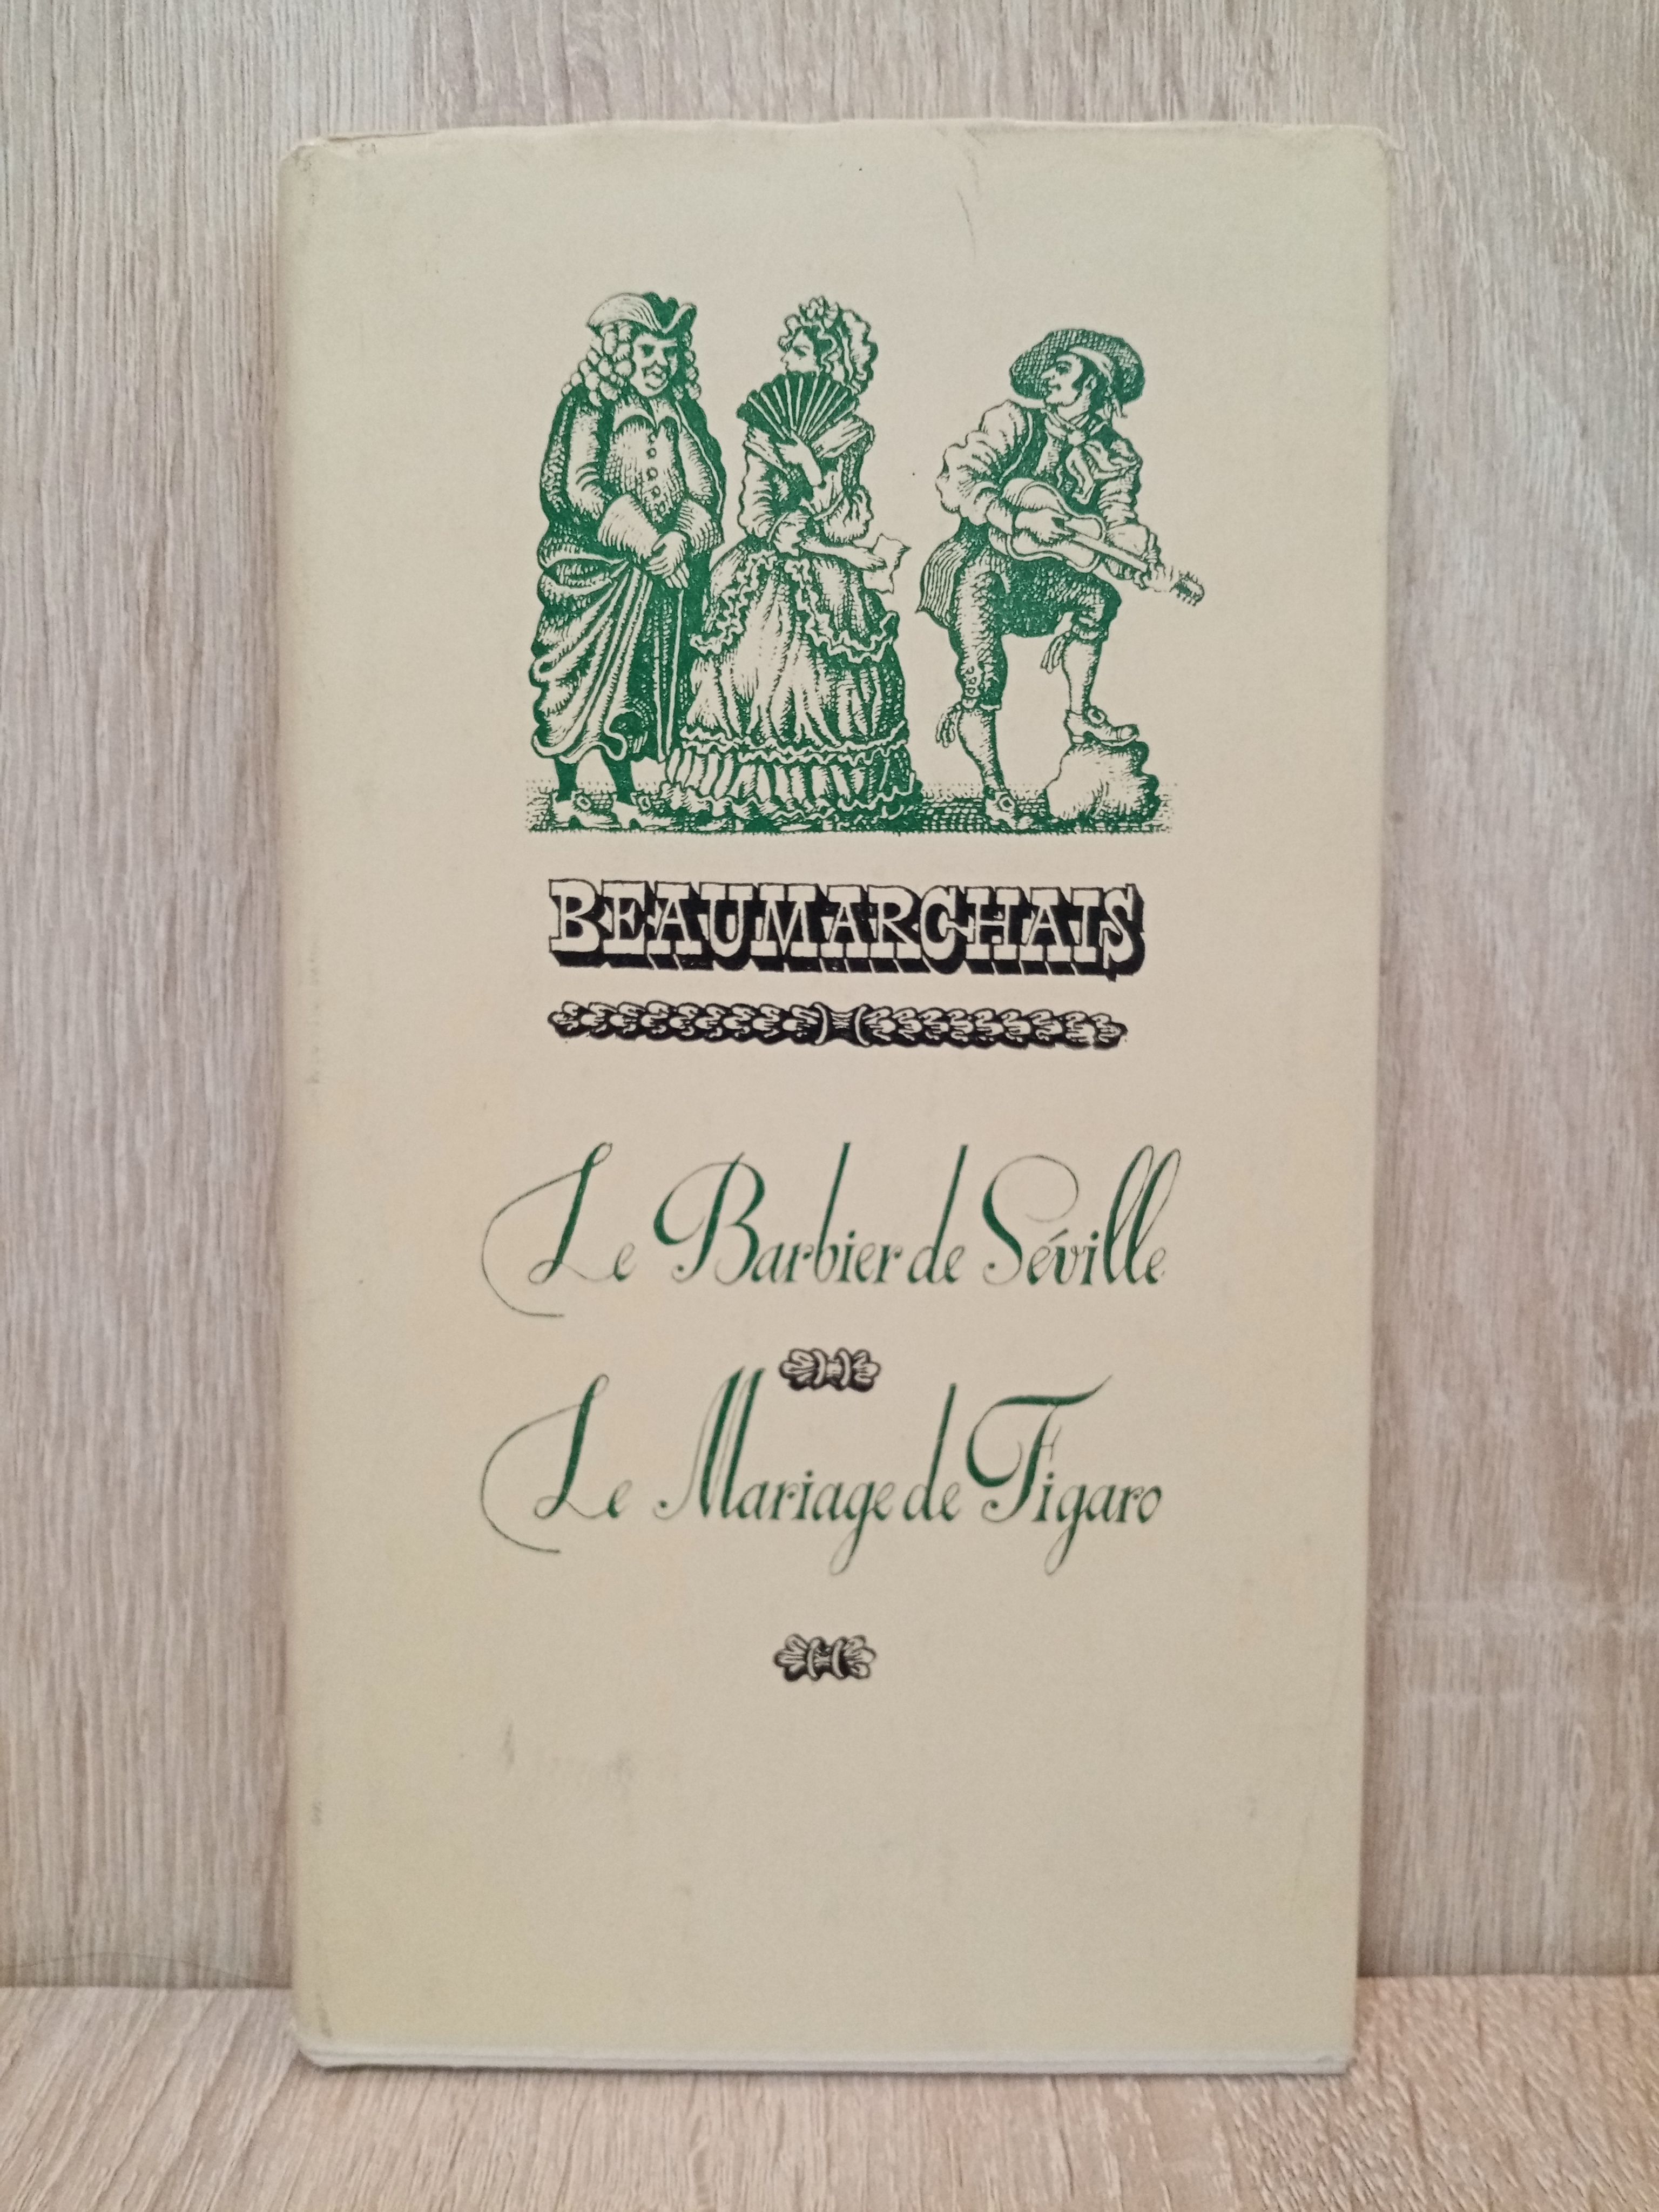 BEAUMARCHAIS
Le Barbier de Séville
Le Mariage de Figaro